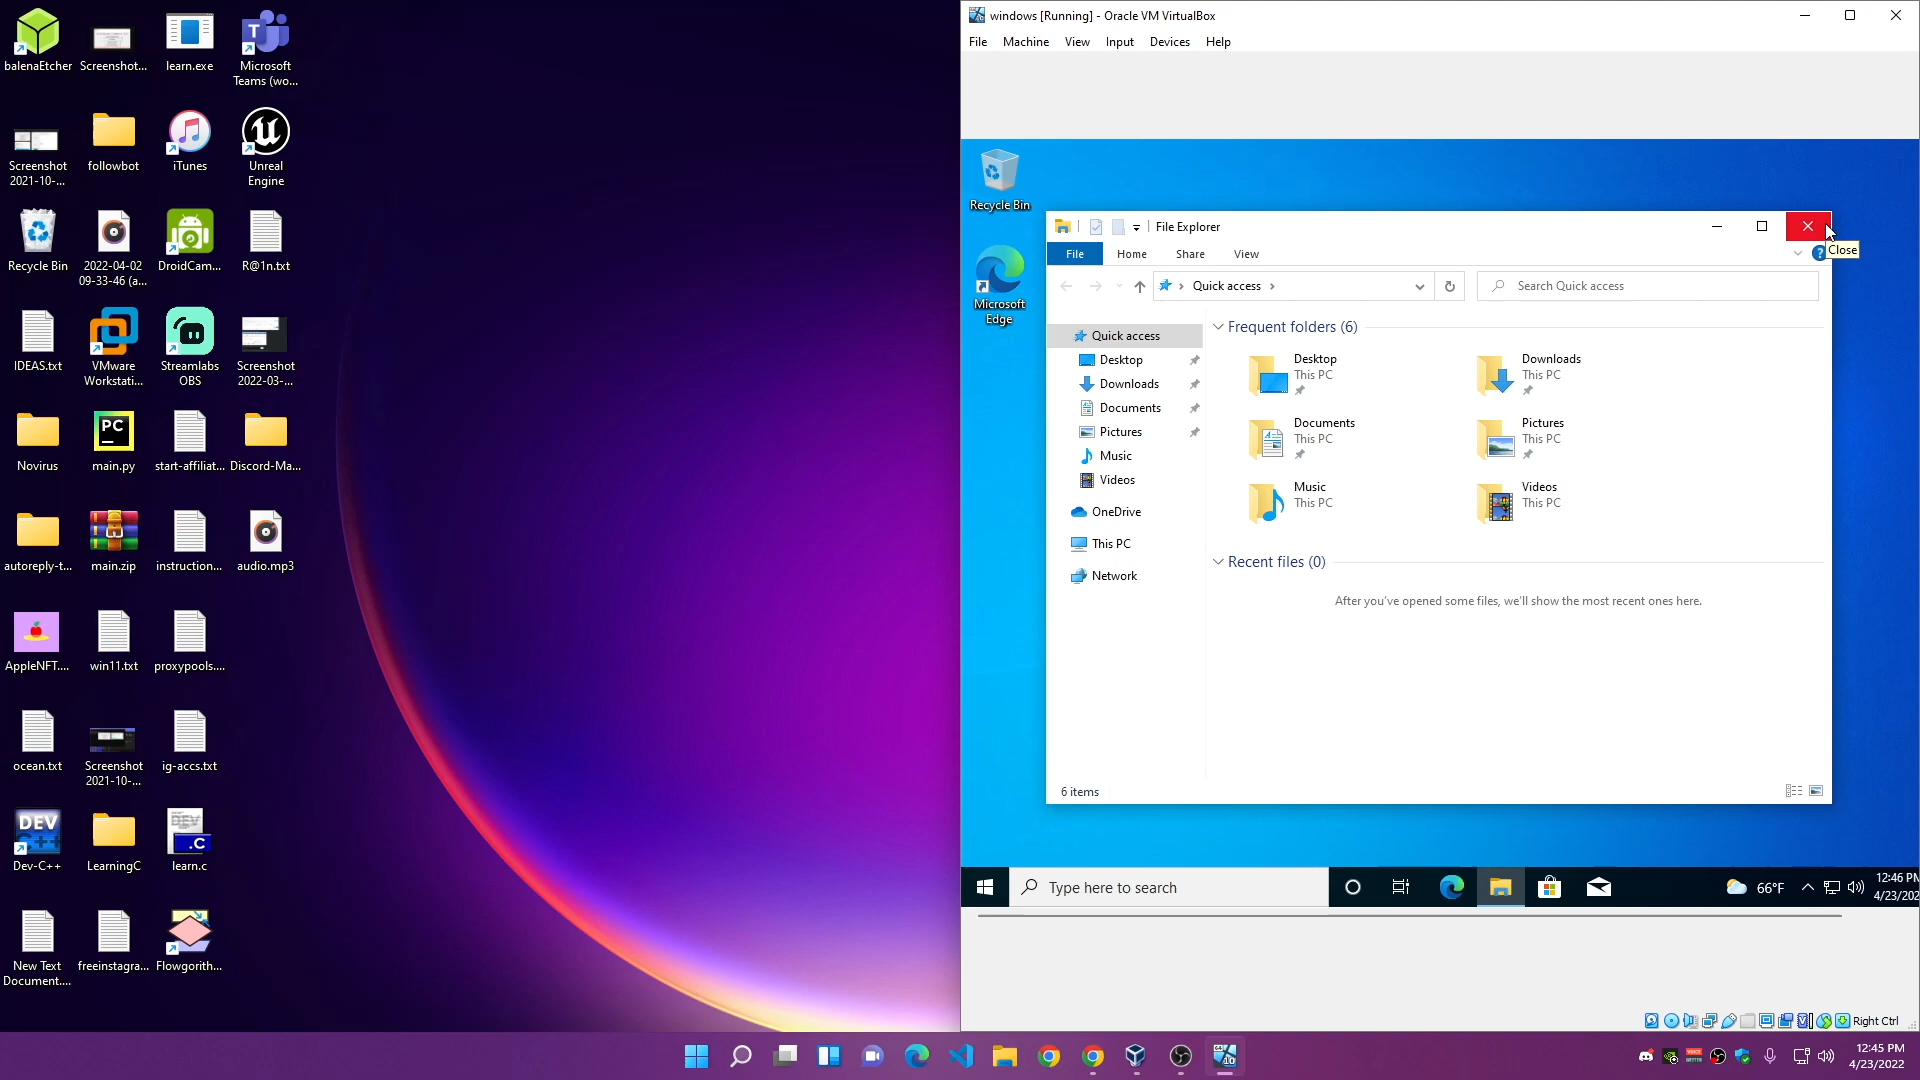 balenaEtcher
Screenshot...
learn.exe
Microsoft
Teams (wo...
Screenshot
2021-10-...
followbot
iTunes
Unreal
Engine
Recycle Bin
2022-04-02
09-33-46 (a...
DroidCam...
R@1n.txt
IDEAS.txt
VMware
Workstati...
Streamlabs
OBS
Screenshot
2022-03-...
Novirus
PC
main.py
start-affiliat...
Discord-Ma...
autoreply-t...
main.zip
instruction...
audio.mp3
AppleNFT....
win11.txt
proxypools....
ocean.txt
Screenshot
2021-10-...
ig-accs.txt
DEV
C++
Dev-C++
LearningC
DEV
.C
learn.c
New Text
Document....
freeinstagra...
Flowgorith...
windows [Running] - Oracle VM VirtualBox
File Machine View Input Devices Help
Recycle Bin
Microsoft
Edge
File Explorer
Close
File Home Share View
Quick access
Search Quick access
Quick access
Desktop
Downloads
Documents
Pictures
Music
Videos
OneDrive
This PC
Network
Frequent folders (6)
Desktop
This PC
Downloads
This PC
Documents
This PC
Pictures
This PC
Music
This PC
Videos
This PC
Recent files (0)
After you've opened some files, we'll show the most recent ones here.
6 items
Type here to search
66°F
12:46 PM
4/23/202
Right Ctrl
12:45 PM
4/23/2022